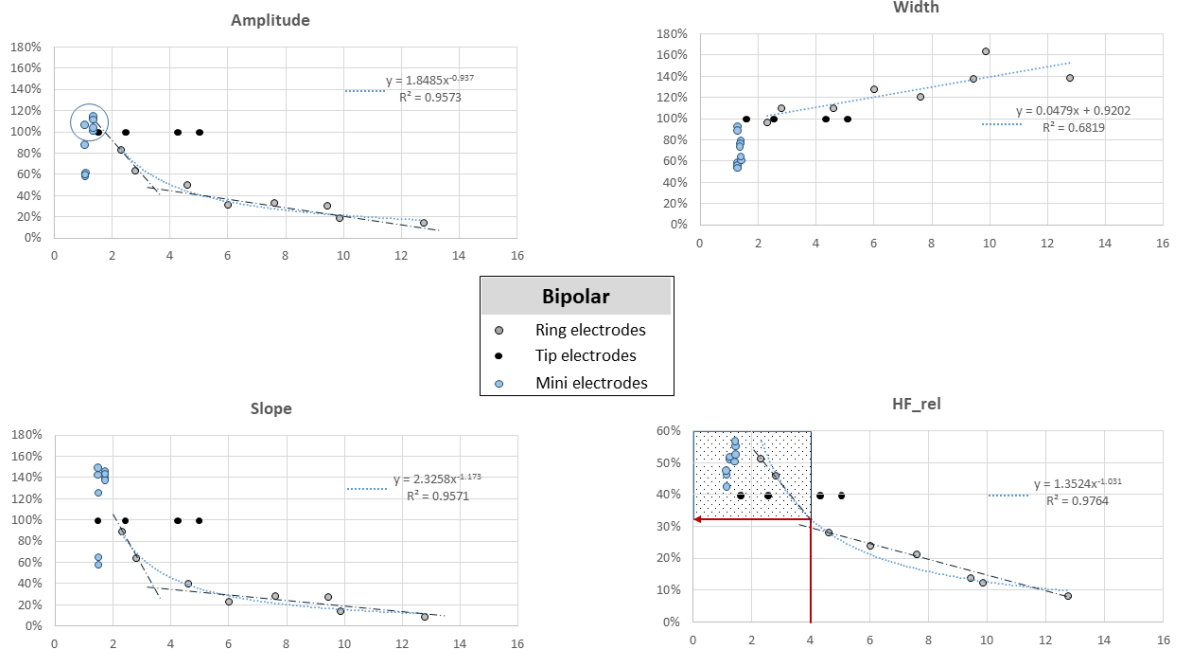 Amplitude
180%
160%
140%
120%
100%
80%
60%
40%
20%
0%
0 2 4 6 8 10 12 14 16
y = 1.8485x^-0.937
R² = 0.9573
Width
180%
160%
140%
120%
100%
80%
60%
40%
20%
0%
0 2 4 6 8 10 12 14 16
y = 0.0479x + 0.9202
R² = 0.6819
Bipolar
Ring electrodes
Tip electrodes
Mini electrodes
Slope
180%
160%
140%
120%
100%
80%
60%
40%
20%
0%
0 2 4 6 8 10 12 14 16
y = 2.3258x^-1.173
R² = 0.9571
HF_rel
60%
50%
40%
30%
20%
10%
0%
0 2 4 6 8 10 12 14 16
y = 1.3524x^-1.031
R² = 0.9764